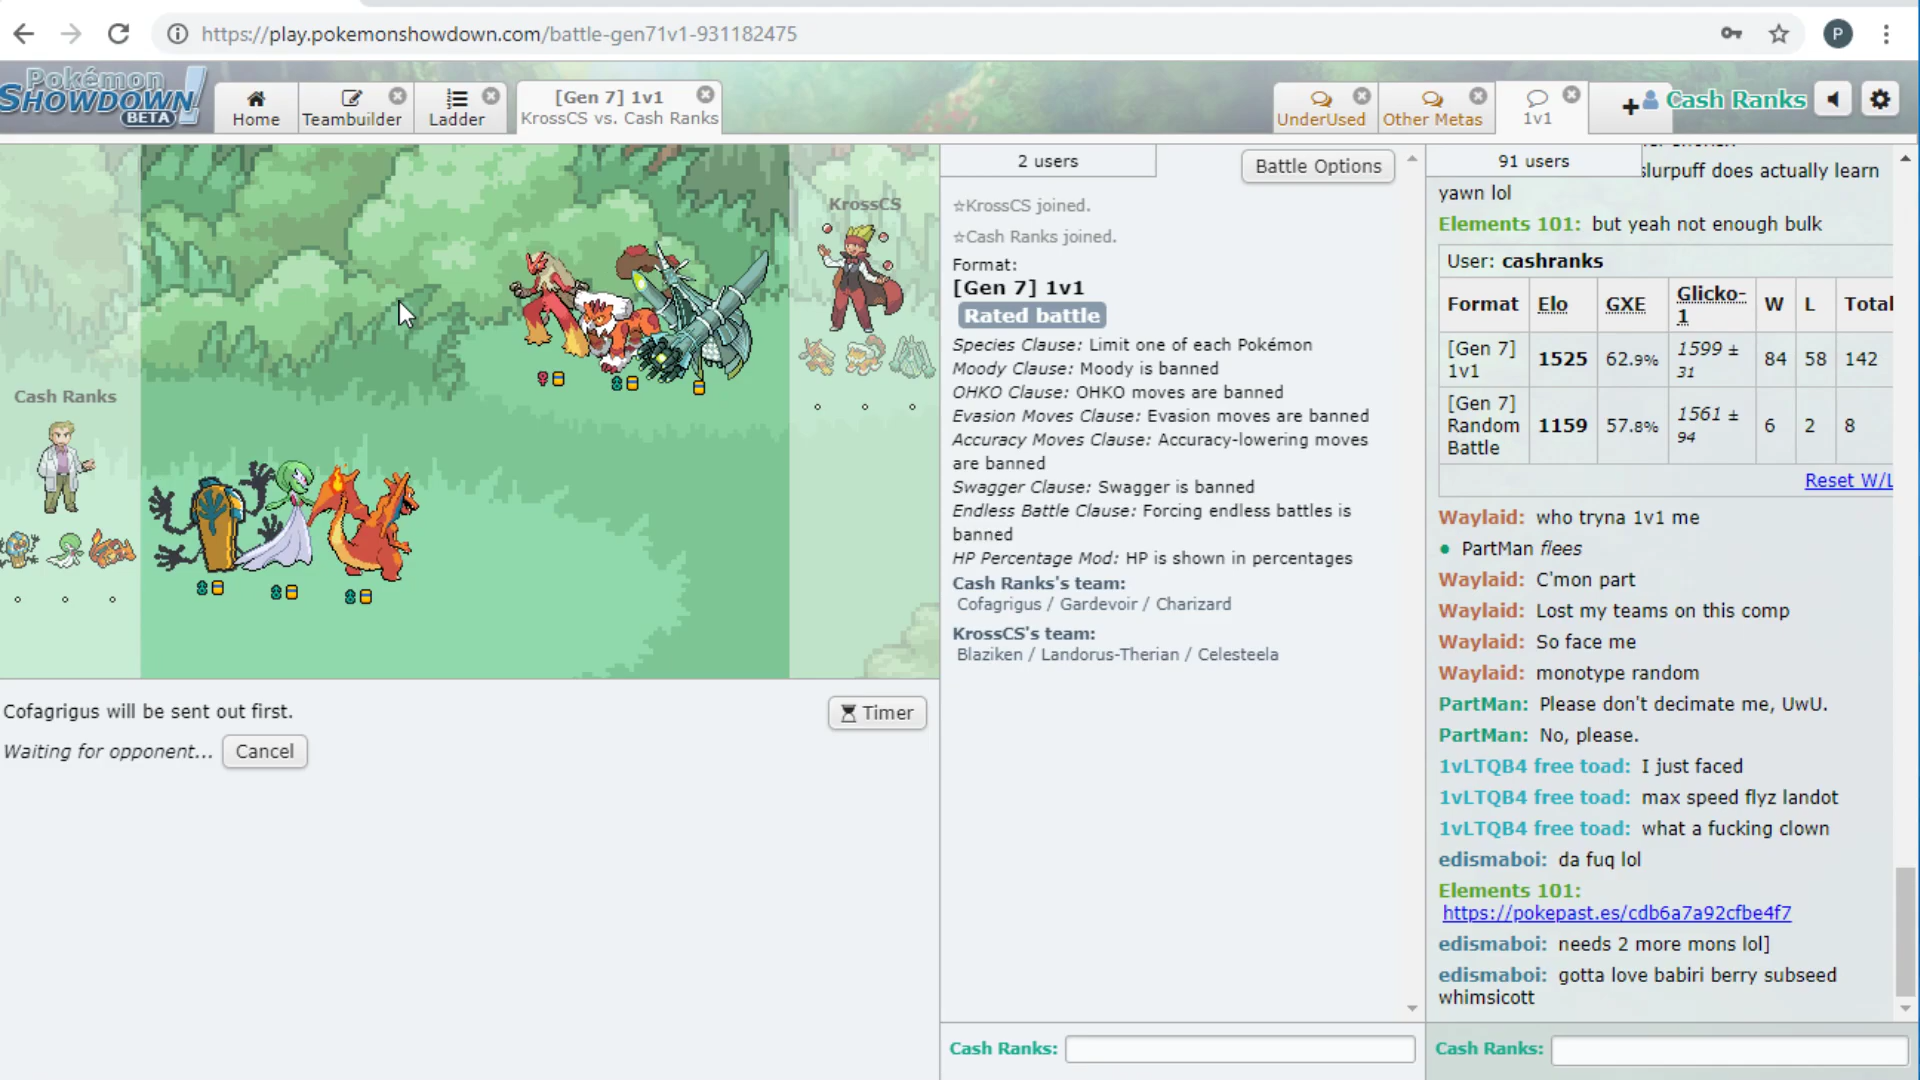 https://play.pokemonshowdown.com/battle-gen71v1-931182475
P
Pokémon
SHOWDOWN!
BETA
Home
Teambuilder
Ladder
[Gen 7] 1v1
KrossCS vs. Cash Ranks
UnderUsed
Other Metas
1v1
Cash Ranks
KrossCS
Cash Ranks
Cofagrigus will be sent out first.
Timer
Waiting for opponent...
Cancel
2 users
Battle Options
☆KrossCS joined.
☆Cash Ranks joined.
Format:
[Gen 7] 1v1
Rated battle
Species Clause: Limit one of each Pokémon
Moody Clause: Moody is banned
OHKO Clause: OHKO moves are banned
Evasion Moves Clause: Evasion moves are banned
Accuracy Moves Clause: Accuracy-lowering moves
are banned
Swagger Clause: Swagger is banned
Endless Battle Clause: Forcing endless battles is
banned
HP Percentage Mod: HP is shown in percentages
Cash Ranks's team:
Cofagrigus / Gardevoir / Charizard
KrossCS's team:
Blaziken / Landorus-Therian / Celesteela
Cash Ranks:
91 users
slurpuff does actually learn
yawn lol
Elements 101: but yeah not enough bulk
User: cashranks
Format Elo GXE Glicko-1 W L Total
[Gen 7] 1v1 1525 62.9% 1599 ± 31 84 58 142
[Gen 7] Random Battle 1159 57.8% 1561 ± 94 6 2 8
Reset W/L
Waylaid: who tryna 1v1 me
• PartMan flees
Waylaid: C'mon part
Waylaid: Lost my teams on this comp
Waylaid: So face me
Waylaid: monotype random
PartMan: Please don't decimate me, UwU.
PartMan: No, please.
1vLTQB4 free toad: I just faced
1vLTQB4 free toad: max speed flyz landot
1vLTQB4 free toad: what a fucking clown
edismaboi: da fuq lol
Elements 101:
https://pokepast.es/cdb6a7a92cfbe4f7
edismaboi: needs 2 more mons lol]
edismaboi: gotta love babiri berry subseed
whimsicott
Cash Ranks: